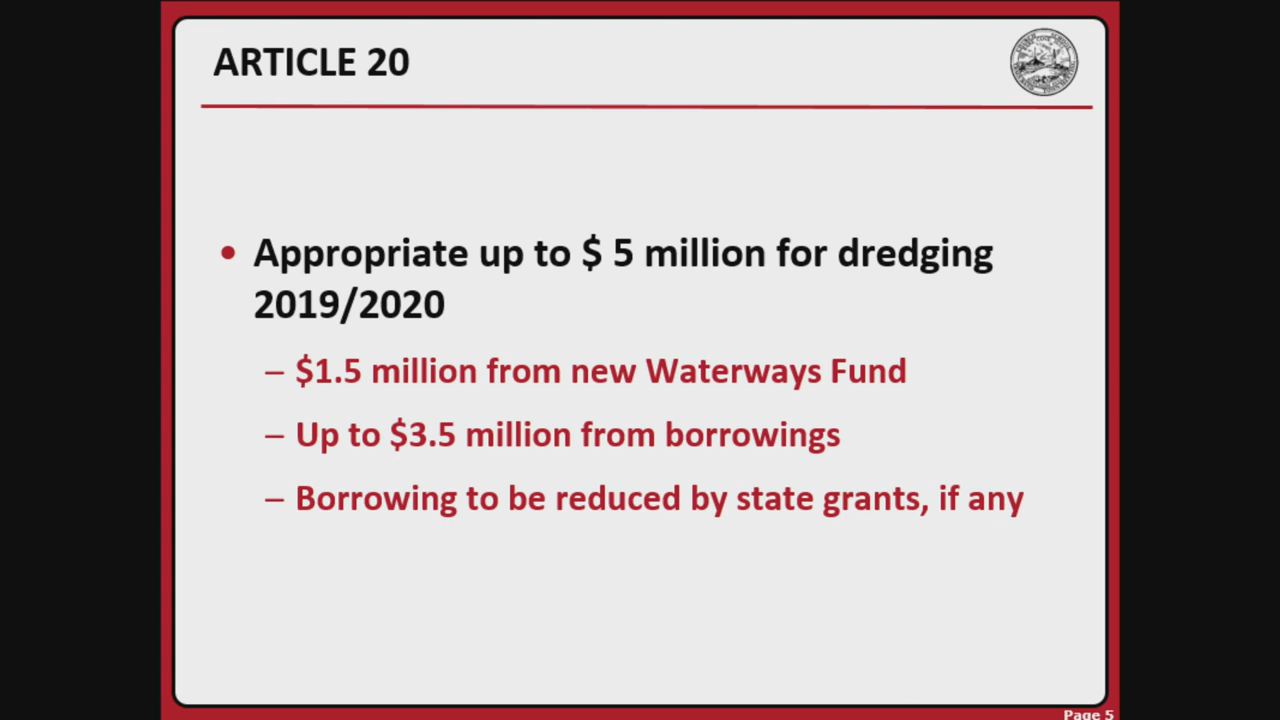 ARTICLE 20
• Appropriate up to $ 5 million for dredging
2019/2020
– $1.5 million from new Waterways Fund
– Up to $3.5 million from borrowings
– Borrowing to be reduced by state grants, if any
Page 5